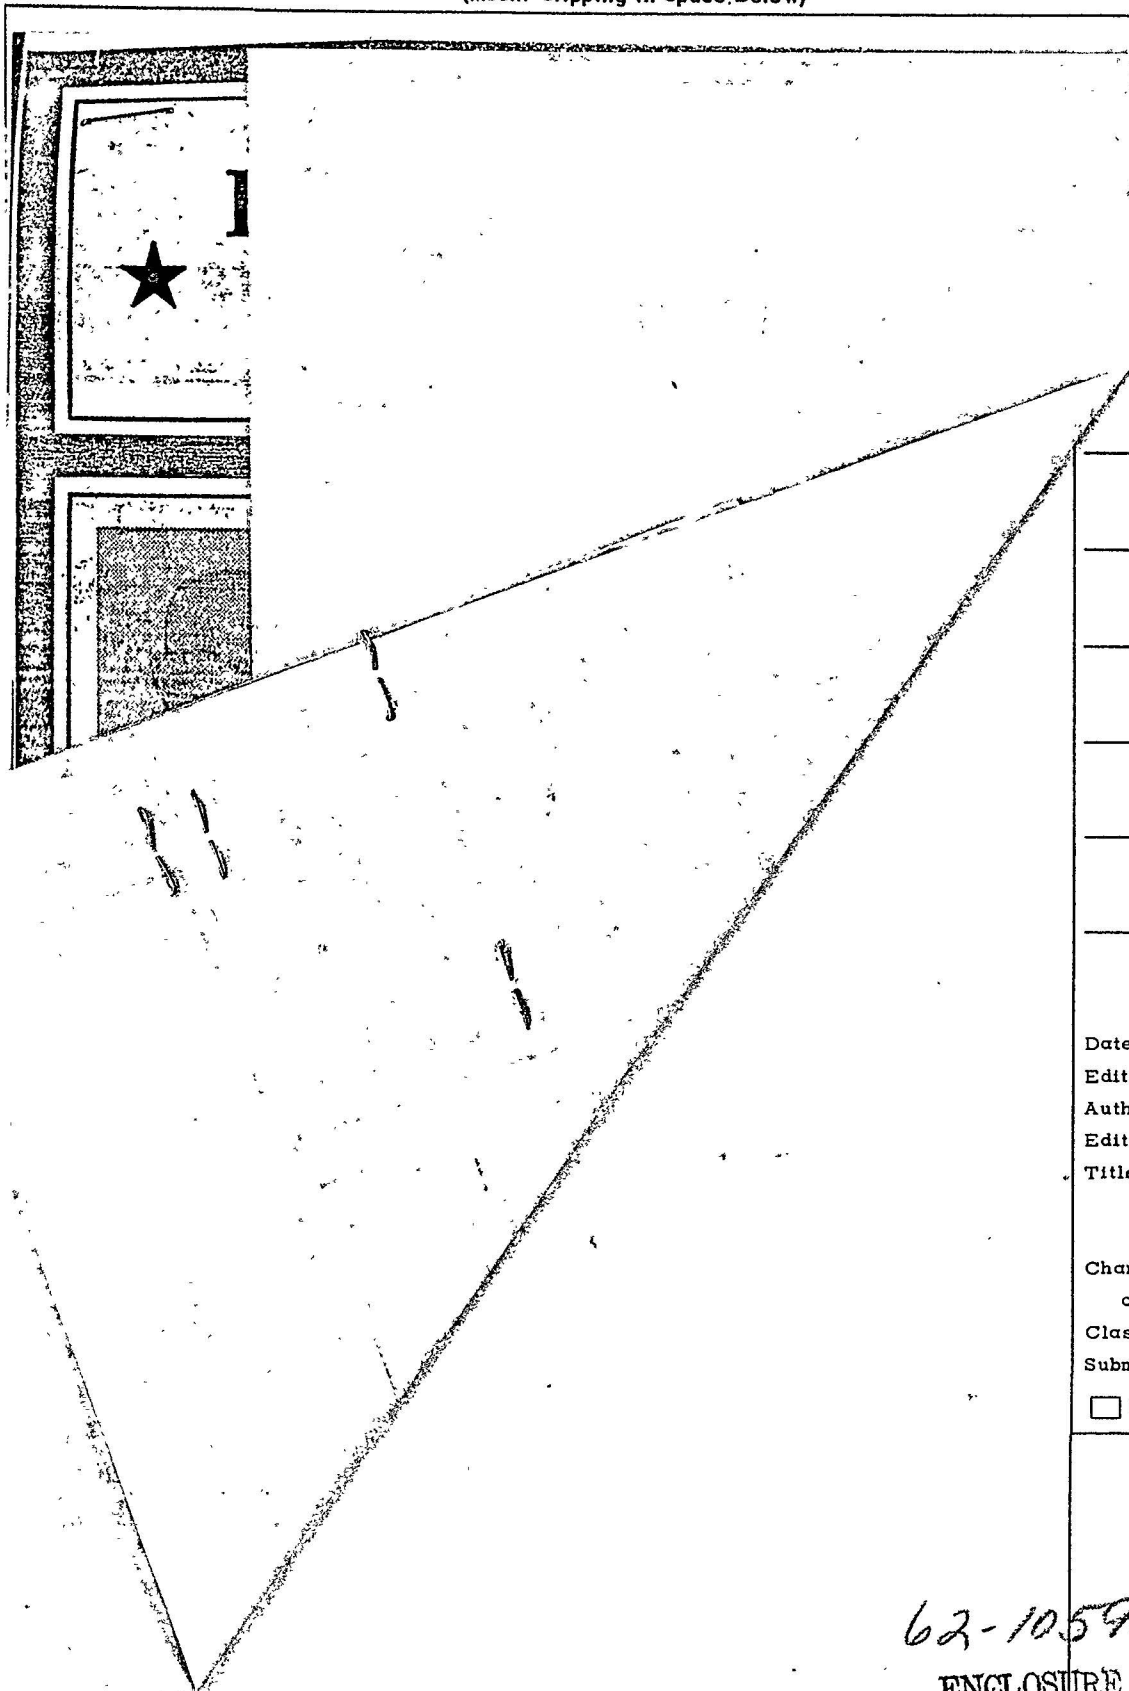 (Mount Clipping in Space Below)
Date
Edit
Auth
Edit
Title
Char
Clas
Subm
62-1059
ENCLOSURE